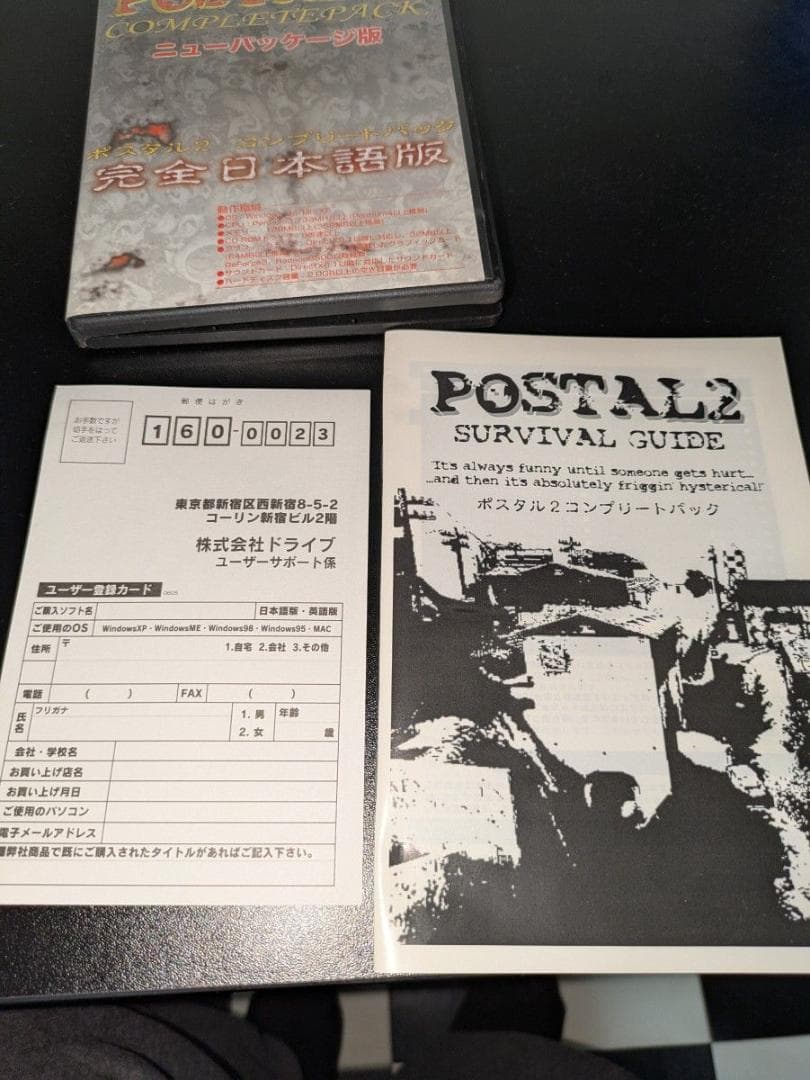 COMPLETEPACK
ニューパッケージ版
ポスタル2 コンプリートパック
完全日本語版
動作環境
郵便はがき
お手数ですが
切手をはって
ご返送下さい
160-0023
東京都新宿区西新宿8-5-2
コーリン新宿ビル2階
株式会社ドライブ
ユーザーサポート係
ユーザー登録カード
ご購入ソフト名 日本語版・英語版
ご使用のOS WindowsXP・WindowsME・Windows98・Windows95・MAC
住所 〒 1.自宅 2.会社 3.その他
電話 ( ) FAX ( )
氏名 フリガナ 1. 男 2. 女 年齢 歳
会社・学校名
お買い上げ店名
お買い上げ月日
ご使用のパソコン
電子メールアドレス
弊社商品で既にご購入されたタイトルがあればご記入下さい。
POSTAL2
SURVIVAL GUIDE
It's always funny until someone gets hurt...
...and then it's absolutely friggin' hysterical!
ポスタル2コンプリートパック